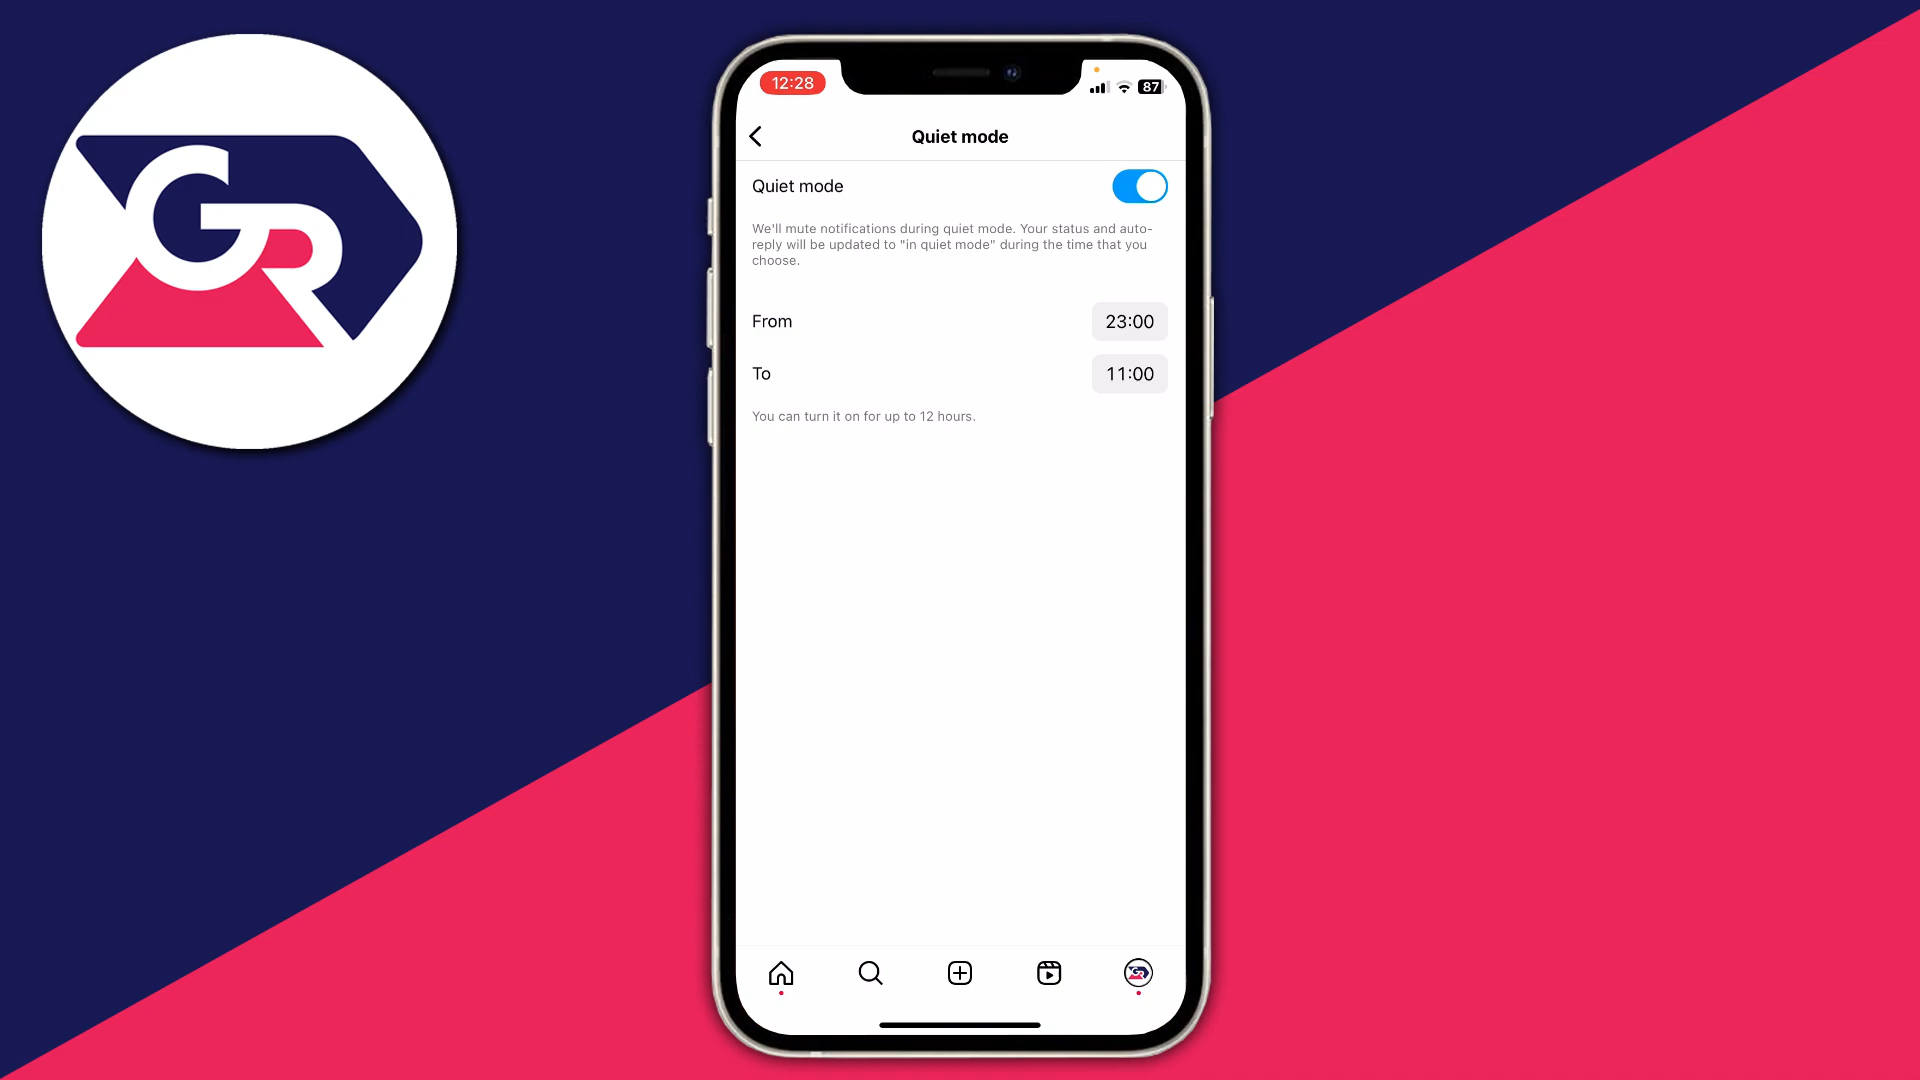 GR
12:28
87
Quiet mode
Quiet mode
We'll mute notifications during quiet mode. Your status and auto-
reply will be updated to "in quiet mode" during the time that you
choose.
From
23:00
To
11:00
You can turn it on for up to 12 hours.
GR